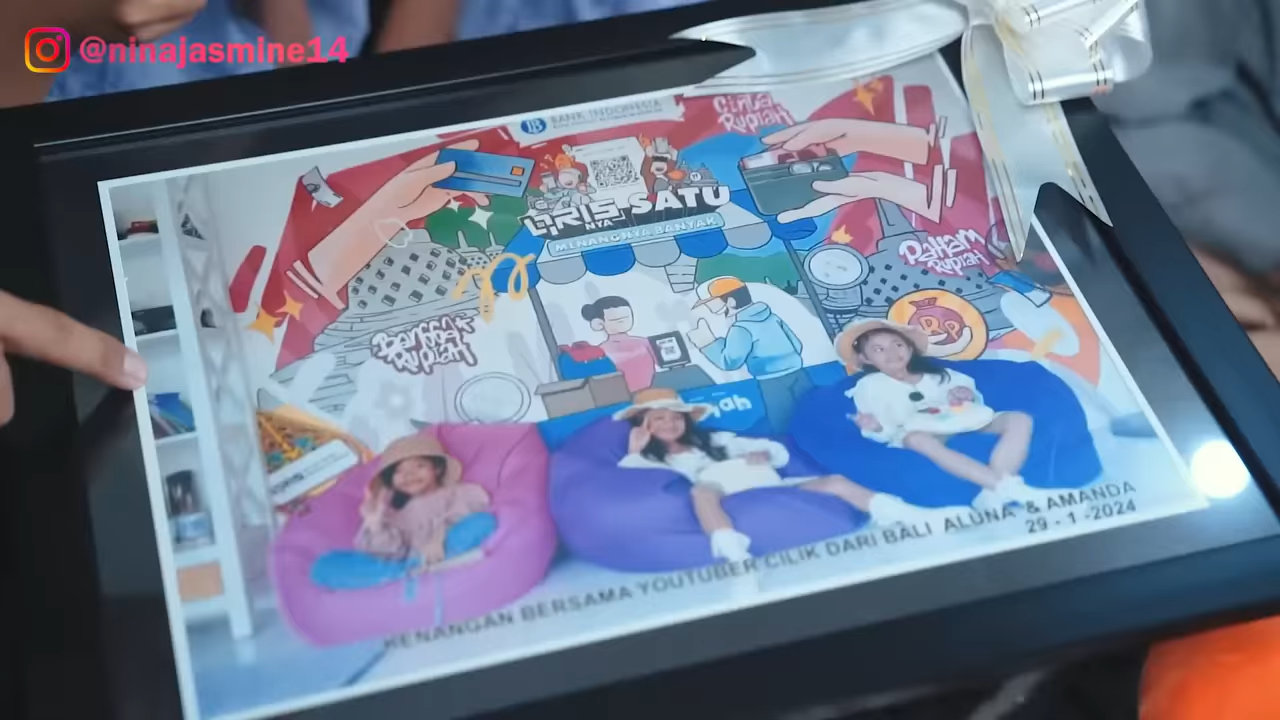 @ninajasmine14
BANK INDONESIA
Cinta
Rupiah
QRIS
NYA
SATU
MENANGNYA BANYAK
Paham
Rupiah
Bangga
Rupiah
KENANGAN BERSAMA YOUTUBER CILIK DARI BALI ALUNA & AMANDA
29 - 1 -2024